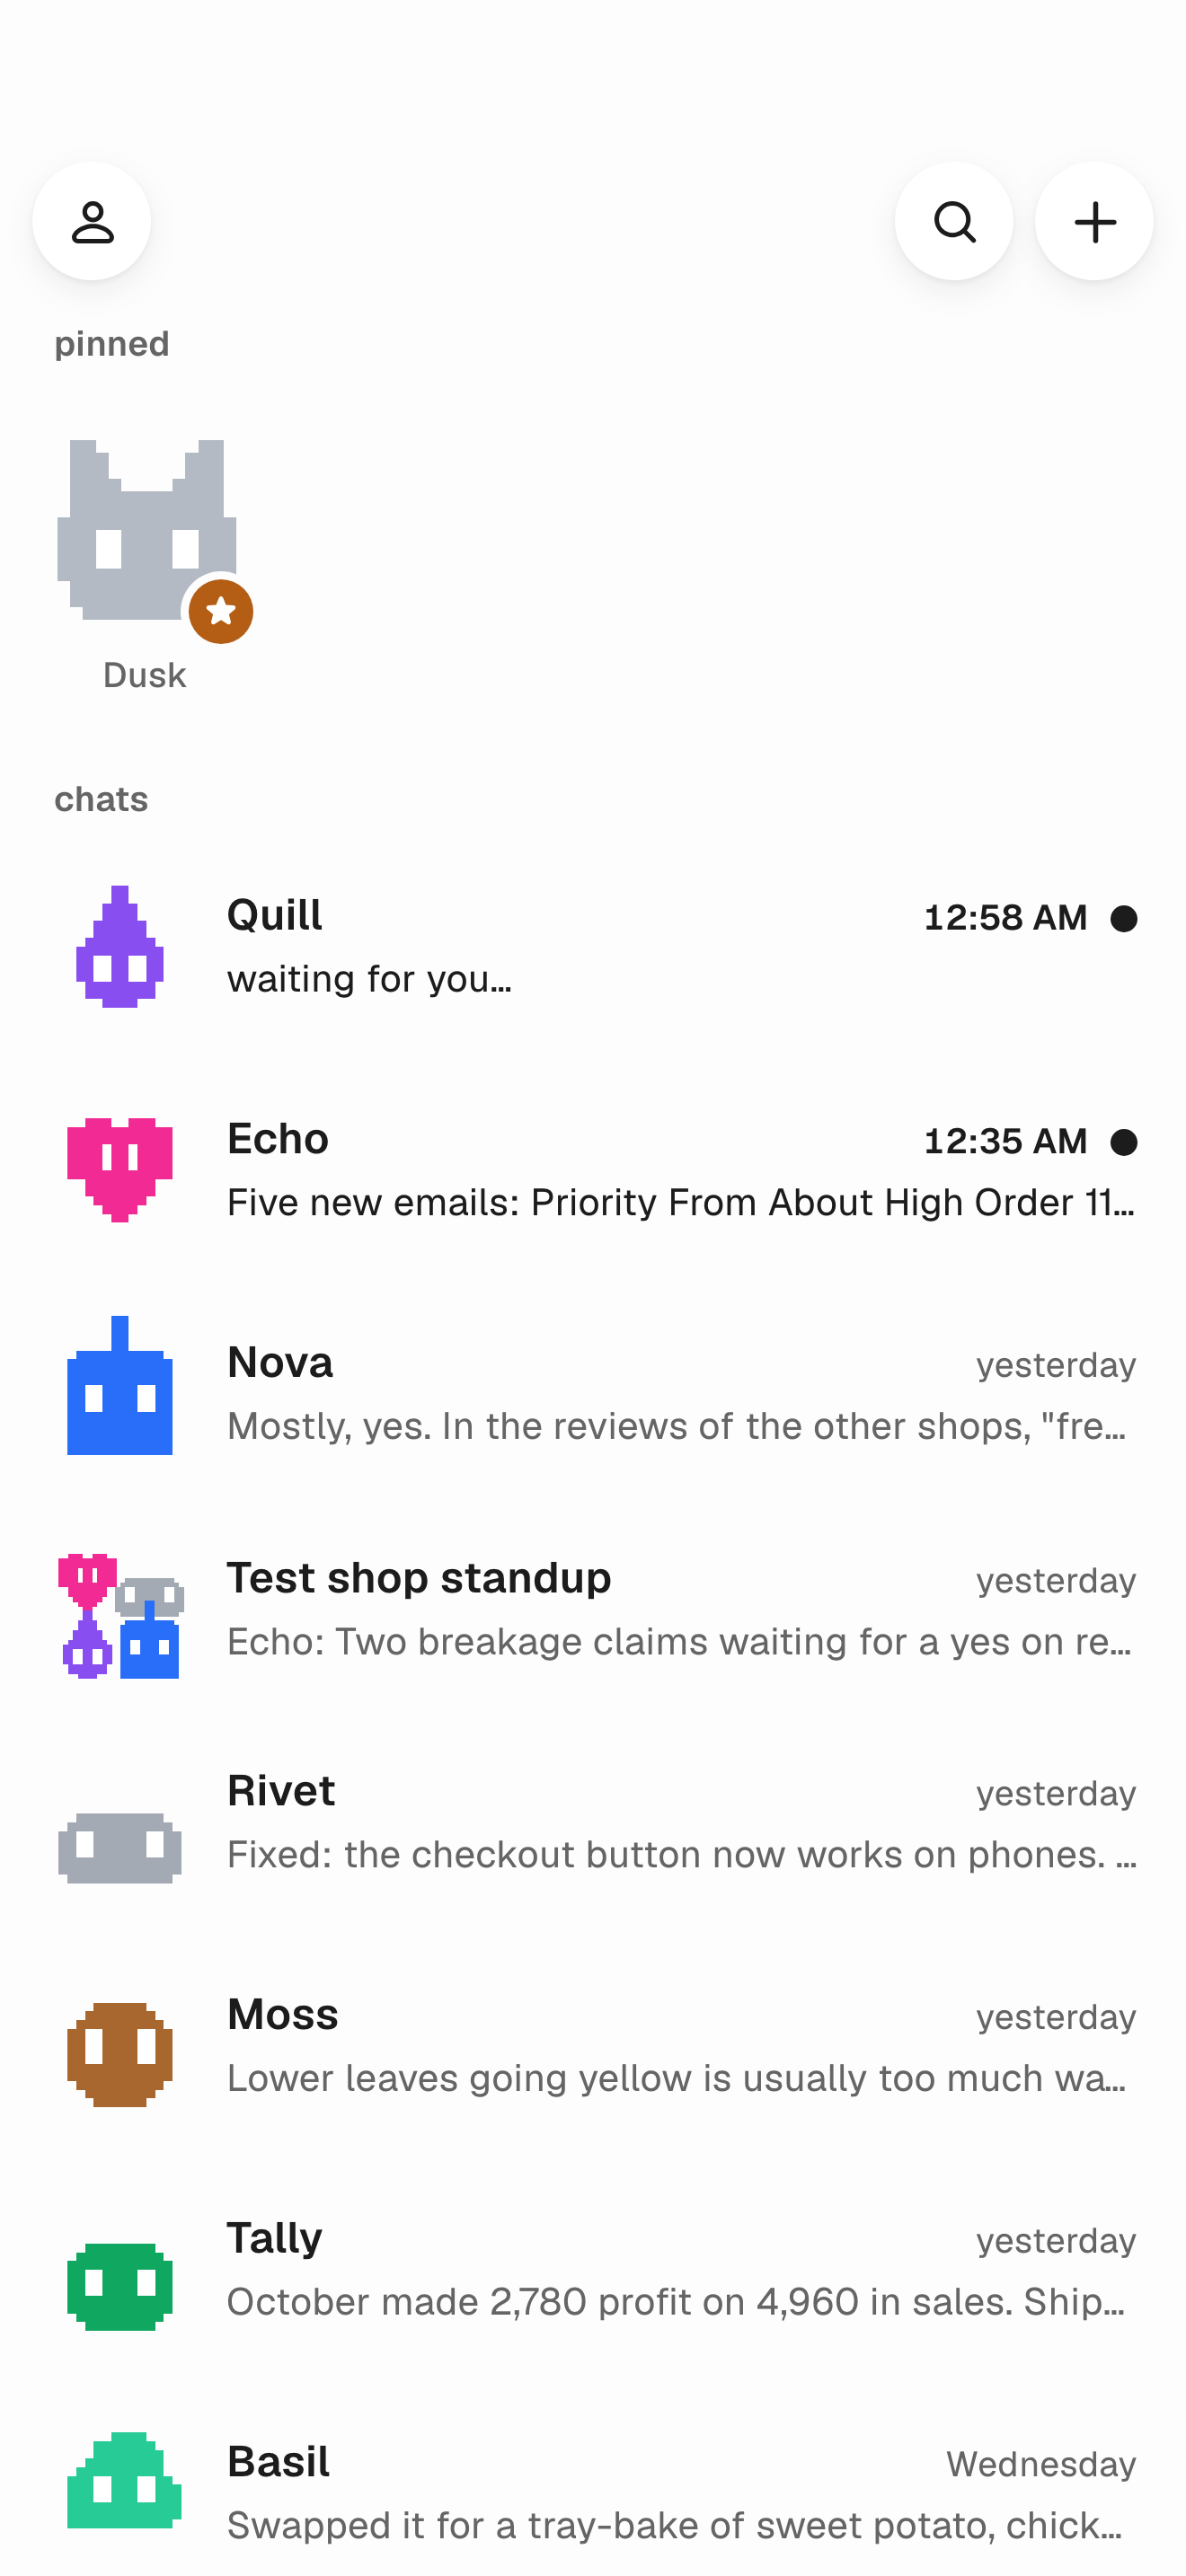 pinned
Dusk
chats
Quill
12:58 AM
waiting for you...
Echo
12:35 AM
Five new emails: Priority From About High Order 11...
Nova
yesterday
Mostly, yes. In the reviews of the other shops, "fre...
Test shop standup
yesterday
Echo: Two breakage claims waiting for a yes on re...
Rivet
yesterday
Fixed: the checkout button now works on phones. ...
Moss
yesterday
Lower leaves going yellow is usually too much wa...
Tally
yesterday
October made 2,780 profit on 4,960 in sales. Ship...
Basil
Wednesday
Swapped it for a tray-bake of sweet potato, chick...